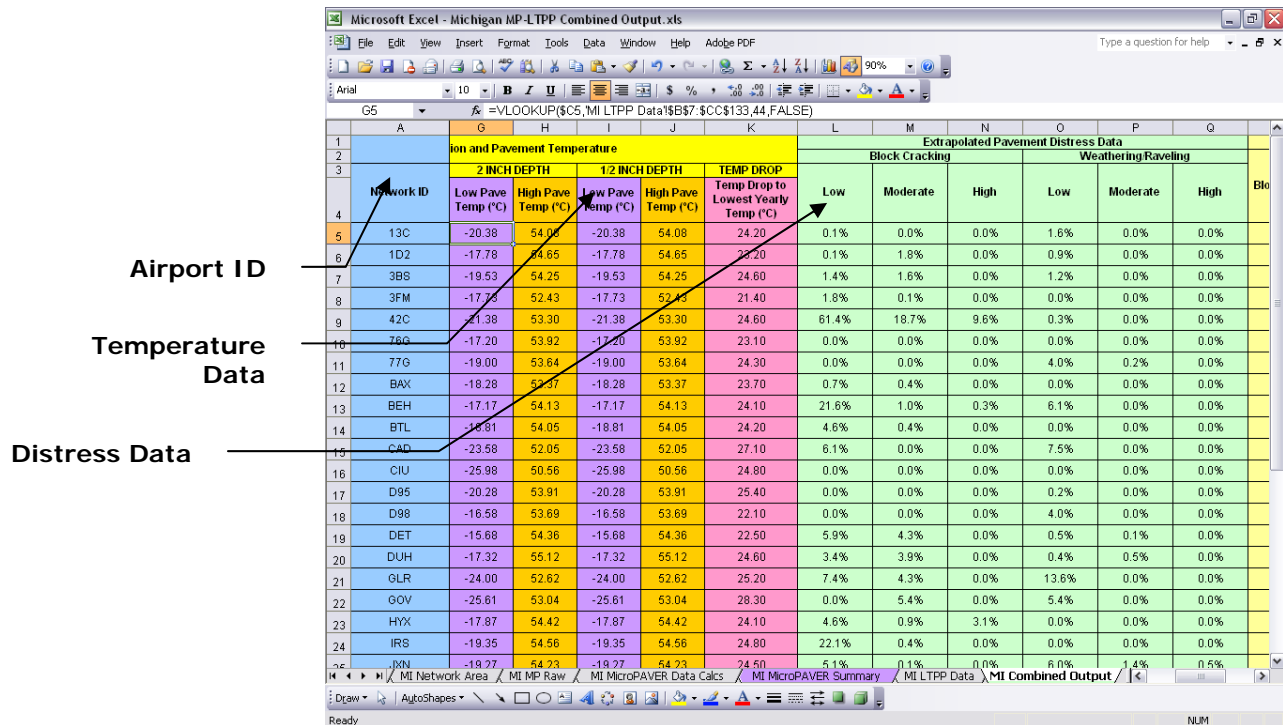 Microsoft Excel - Michigan MP-LTPP Combined Output.xls
File Edit View Insert Format Tools Data Window Help Adobe PDF Type a question for help
90%
Arial 10 B I U $ % ,
G5 fx =VLOOKUP($C5,'MI LTPP Data'!$B$7:$CC$133,44,FALSE)
A G H I J K L M N O P Q
1 ion and Pavement Temperature Extrapolated Pavement Distress Data
2 Block Cracking Weathering/Raveling
3 2 INCH DEPTH 1/2 INCH DEPTH TEMP DROP
4 Network ID Low Pave Temp (°C) High Pave Temp (°C) Low Pave Temp (°C) High Pave Temp (°C) Temp Drop to Lowest Yearly Temp (°C) Low Moderate High Low Moderate High Blo
5 13C -20.38 54.08 -20.38 54.08 24.20 0.1% 0.0% 0.0% 1.6% 0.0% 0.0%
6 1D2 -17.78 54.65 -17.78 54.65 23.20 0.1% 1.8% 0.0% 0.9% 0.0% 0.0%
7 3BS -19.53 54.25 -19.53 54.25 24.60 1.4% 1.6% 0.0% 1.2% 0.0% 0.0%
8 3FM -17.73 52.43 -17.73 52.43 21.40 1.8% 0.1% 0.0% 0.0% 0.0% 0.0%
9 42C -21.38 53.30 -21.38 53.30 24.60 61.4% 18.7% 9.6% 0.3% 0.0% 0.0%
10 76G -17.20 53.92 -17.20 53.92 23.10 0.0% 0.0% 0.0% 0.0% 0.0% 0.0%
11 77G -19.00 53.64 -19.00 53.64 24.30 0.0% 0.0% 0.0% 4.0% 0.2% 0.0%
12 BAX -18.28 53.37 -18.28 53.37 23.70 0.7% 0.4% 0.0% 0.0% 0.0% 0.0%
13 BEH -17.17 54.13 -17.17 54.13 24.10 21.6% 1.0% 0.3% 6.1% 0.0% 0.0%
14 BTL -18.81 54.05 -18.81 54.05 24.20 4.6% 0.4% 0.0% 0.0% 0.0% 0.0%
15 CAD -23.58 52.05 -23.58 52.05 27.10 6.1% 0.0% 0.0% 7.5% 0.0% 0.0%
16 CIU -25.98 50.56 -25.98 50.56 24.80 0.0% 0.0% 0.0% 0.0% 0.0% 0.0%
17 D95 -20.28 53.91 -20.28 53.91 25.40 0.0% 0.0% 0.0% 0.2% 0.0% 0.0%
18 D98 -16.58 53.69 -16.58 53.69 22.10 0.0% 0.0% 0.0% 4.0% 0.0% 0.0%
19 DET -15.68 54.36 -15.68 54.36 22.50 5.9% 4.3% 0.0% 0.5% 0.1% 0.0%
20 DUH -17.32 55.12 -17.32 55.12 24.60 3.4% 3.9% 0.0% 0.4% 0.5% 0.0%
21 GLR -24.00 52.62 -24.00 52.62 25.20 7.4% 4.3% 0.0% 13.6% 0.0% 0.0%
22 GOV -25.61 53.04 -25.61 53.04 28.30 0.0% 5.4% 0.0% 5.4% 0.0% 0.0%
23 HYX -17.87 54.42 -17.87 54.42 24.10 4.6% 0.9% 3.1% 0.0% 0.0% 0.0%
24 IRS -19.35 54.56 -19.35 54.56 24.80 22.1% 0.4% 0.0% 0.0% 0.0% 0.0%
25 JXN -19.27 54.23 -19.27 54.23 24.50 5.1% 0.1% 0.0% 6.0% 1.4% 0.5%
MI Network Area MI MP Raw MI MicroPAVER Data Calcs MI MicroPAVER Summary MI LTPP Data MI Combined Output
Draw AutoShapes
Ready NUM
Airport ID
Temperature
Data
Distress Data